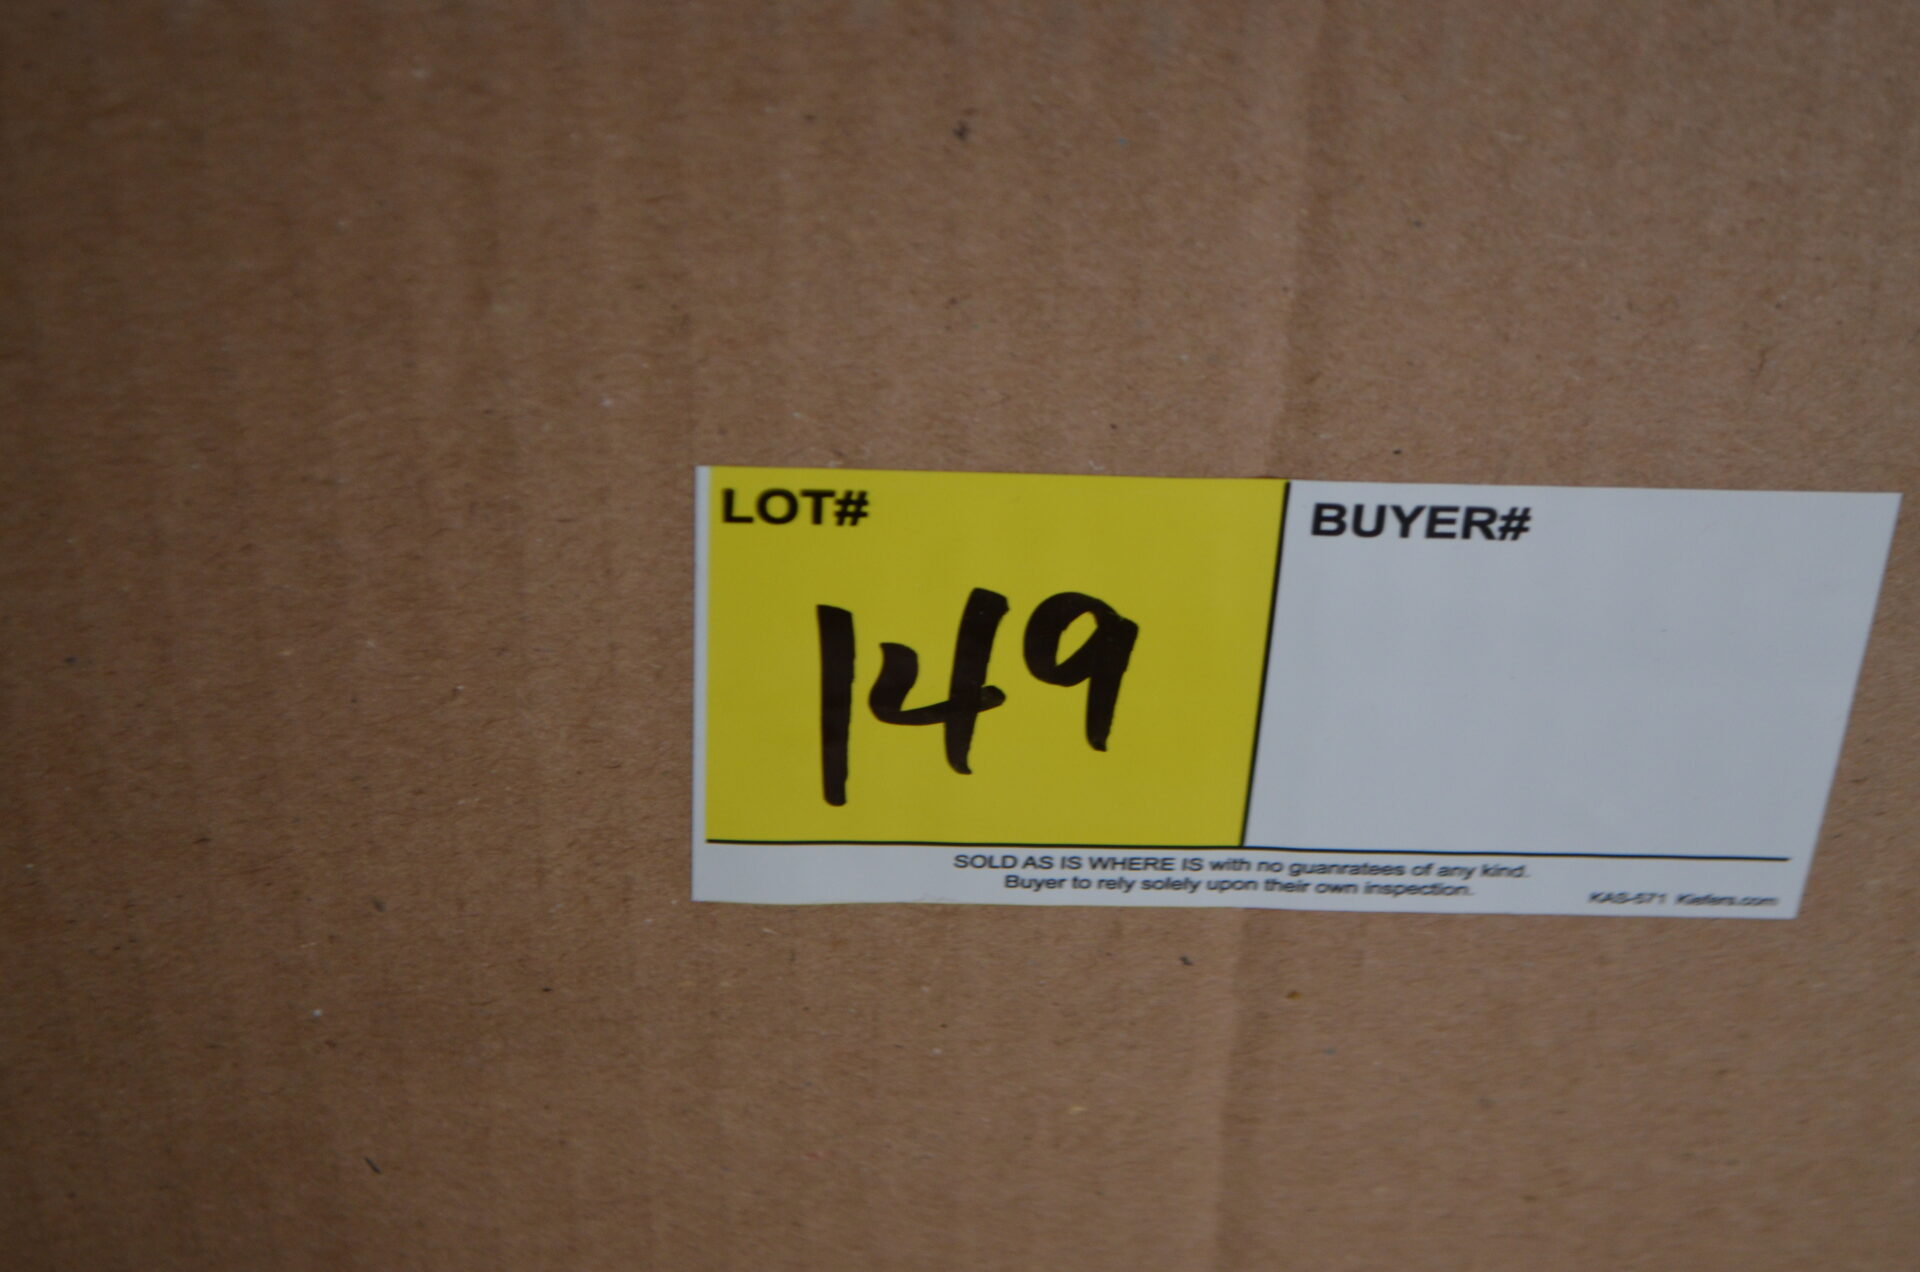 LOT#
BUYER#
149
SOLD AS IS WHERE IS with no guanratees of any kind.
Buyer to rely solely upon their own inspection.
KAS-571 Kiefers.com